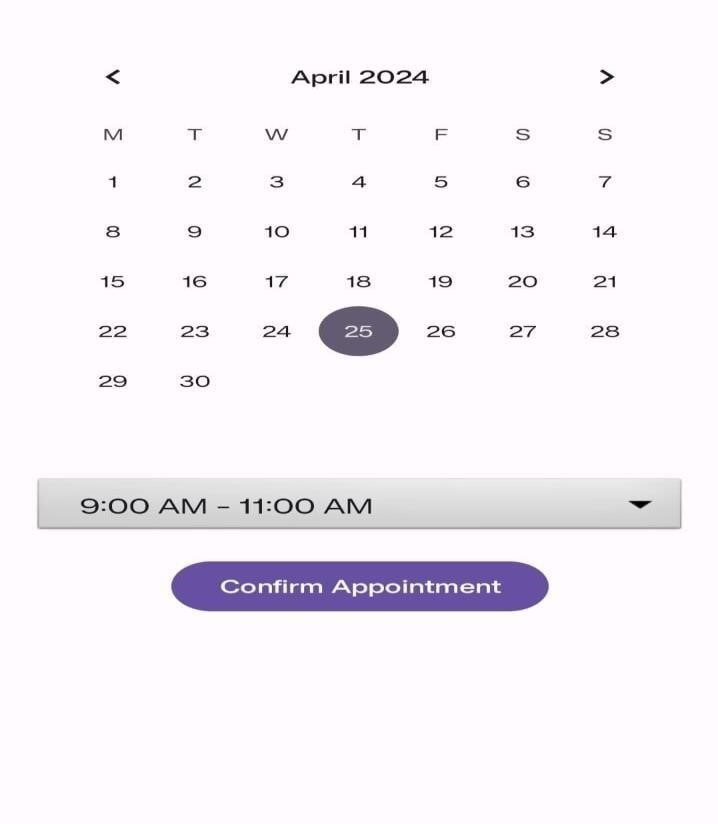 < April 2024 >
M T W T F S S
1 2 3 4 5 6 7
8 9 10 11 12 13 14
15 16 17 18 19 20 21
22 23 24 25 26 27 28
29 30
9:00 AM – 11:00 AM
Confirm Appointment